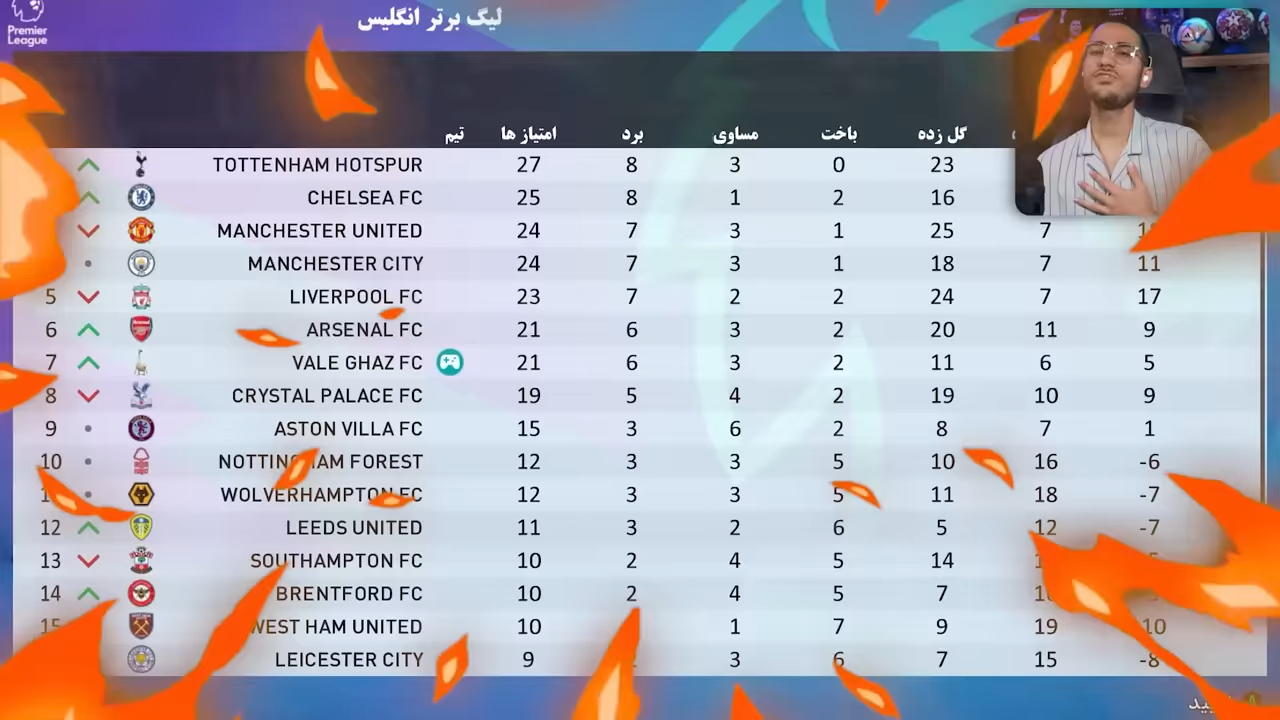 Premier League
لیگ برتر انگلیس
تیم امتیاز ها برد مساوی باخت گل زده
TOTTENHAM HOTSPUR 27 8 3 0 23
CHELSEA FC 25 8 1 2 16
MANCHESTER UNITED 24 7 3 1 25 7
MANCHESTER CITY 24 7 3 1 18 7 11
5 LIVERPOOL FC 23 7 2 2 24 7 17
6 ARSENAL FC 21 6 3 2 20 11 9
7 VALE GHAZ FC 21 6 3 2 11 6 5
8 CRYSTAL PALACE FC 19 5 4 2 19 10 9
9 ASTON VILLA FC 15 3 6 2 8 7 1
10 NOTTINGHAM FOREST 12 3 3 5 10 16 -6
WOLVERHAMPTON FC 12 3 3 5 11 18 -7
12 LEEDS UNITED 11 3 2 6 5 12 -7
13 SOUTHAMPTON FC 10 2 4 5 14
14 BRENTFORD FC 10 2 4 5 7
15 WEST HAM UNITED 10 1 7 9 19 -10
LEICESTER CITY 9 3 6 7 15 -8